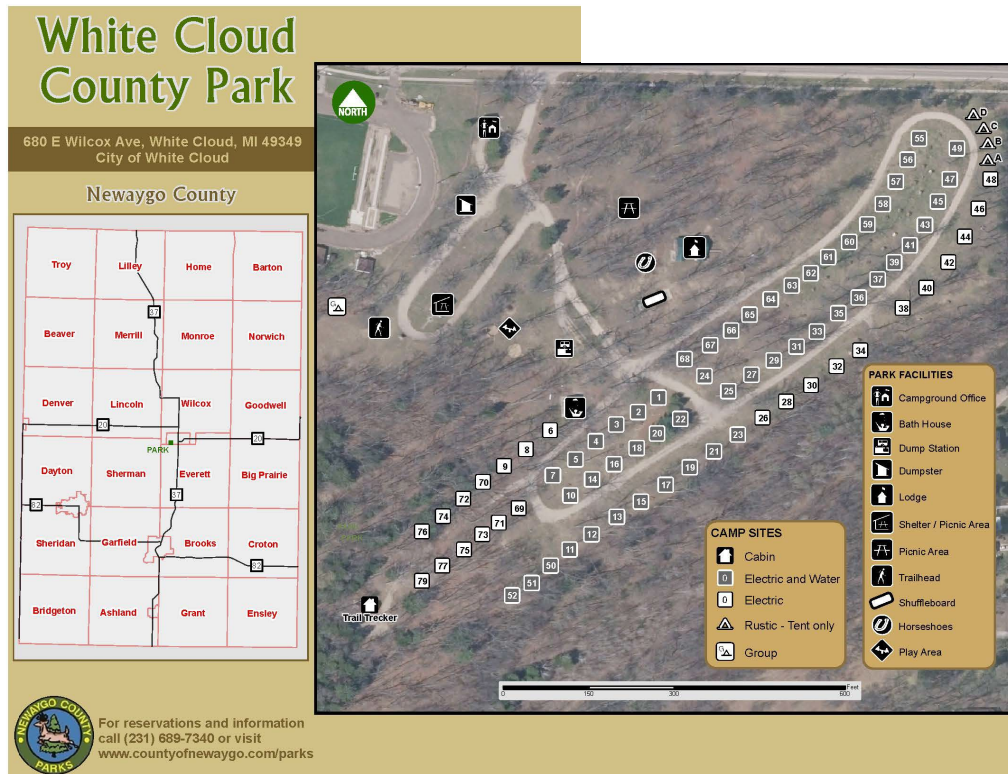 White Cloud
County Park
680 E Wilcox Ave, White Cloud, MI 49349
City of White Cloud
Newaygo County
Troy
Lilley
Home
Barton
37
Beaver
Merrill
Monroe
Norwich
Denver
Lincoln
Wilcox
Goodwell
20
PARK
20
Dayton
Sherman
Everett
Big Prairie
82
37
Sheridan
Garfield
Brooks
Croton
82
Bridgeton
Ashland
Grant
Ensley
NEWAYGO COUNTY
PARKS
For reservations and information
call (231) 689-7340 or visit
www.countyofnewaygo.com/parks
NORTH
D
C
B
A
G
55
49
56
48
57
47
58
45
46
59
43
44
60
41
61
39
42
62
37
63
40
64
36
38
65
35
66
33
67
31
34
68
29
32
24
27
30
25
28
1
2
22
26
3
20
23
6
4
18
21
8
5
16
19
9
7
14
17
70
10
15
72
69
13
74
71
12
76
73
11
75
50
77
51
79
52
Trail Trecker
CAMP SITES
Cabin
0 Electric and Water
0 Electric
Rustic - Tent only
G Group
PARK FACILITIES
Campground Office
Bath House
Dump Station
Dumpster
Lodge
Shelter / Picnic Area
Picnic Area
Trailhead
Shuffleboard
Horseshoes
Play Area
Feet
0 150 300 600